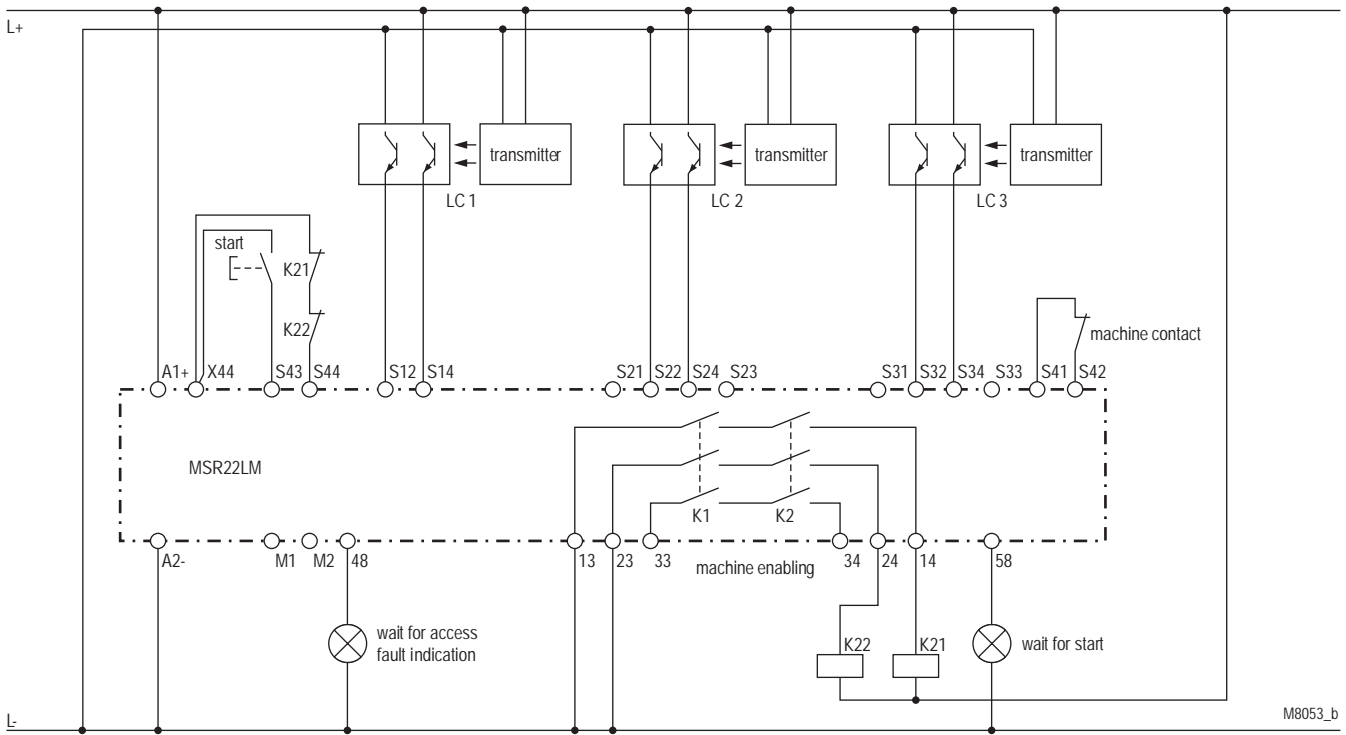 L+
transmitter
transmitter
transmitter
LC 1
LC 2
LC 3
start
K21
K22
machine contact
A1+
X44
S43
S44
S12
S14
S21
S22
S24
S23
S31
S32
S34
S33
S41
S42
MSR22LM
K1
K2
A2-
M1
M2
48
13
23
33
machine enabling
34
24
14
58
wait for access
fault indication
K22
K21
wait for start
L-
M8053_b